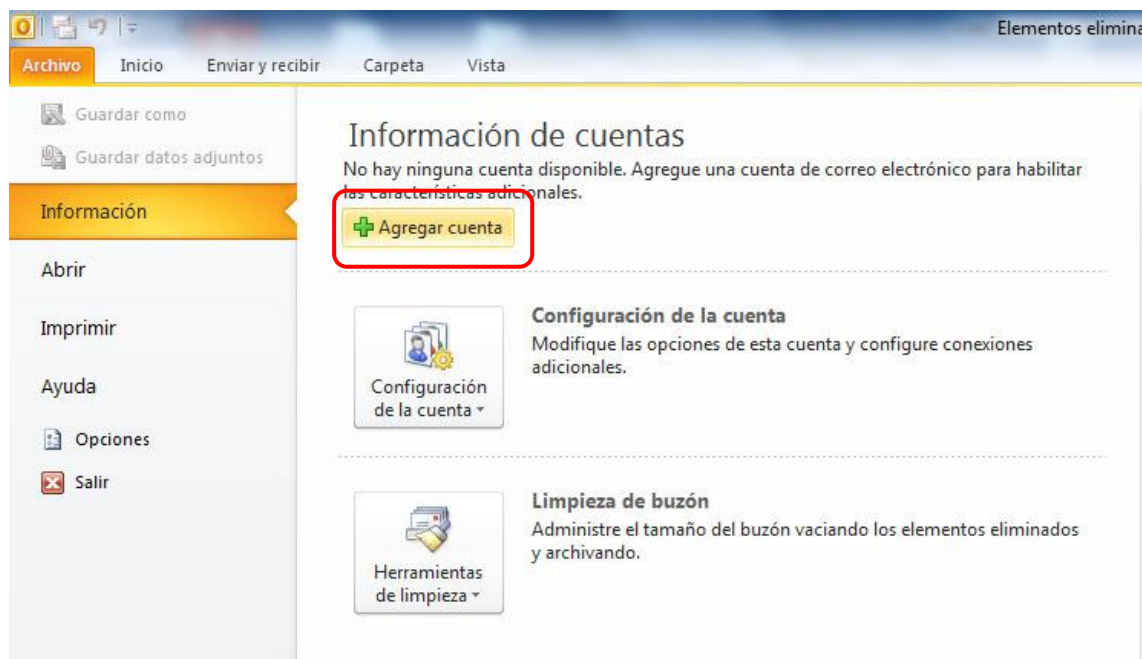 Elementos elimina
Archivo Inicio Enviar y recibir Carpeta Vista
Guardar como
Guardar datos adjuntos
Información
Abrir
Imprimir
Ayuda
Opciones
Salir
Información de cuentas
No hay ninguna cuenta disponible. Agregue una cuenta de correo electrónico para habilitar
las características adicionales.
Agregar cuenta
Configuración
de la cuenta
Configuración de la cuenta
Modifique las opciones de esta cuenta y configure conexiones
adicionales.
Herramientas
de limpieza
Limpieza de buzón
Administre el tamaño del buzón vaciando los elementos eliminados
y archivando.